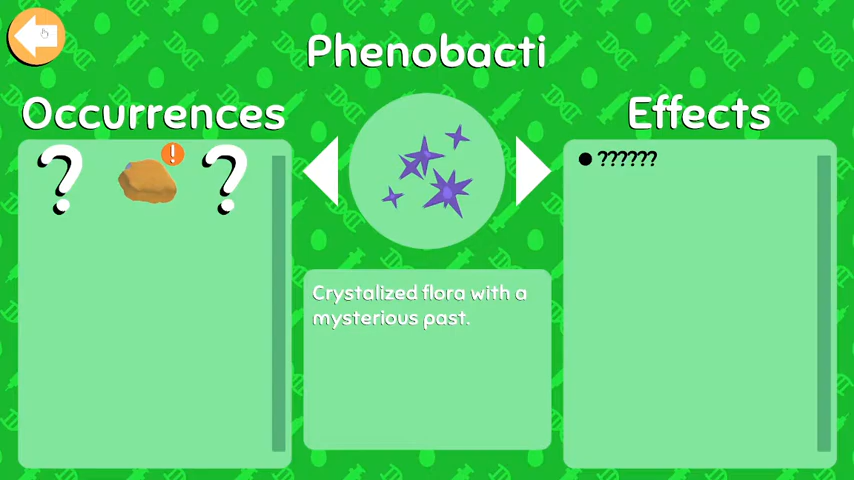 Phenobacti
Occurrences
Effects
? ! ?
● ??????
Crystalized flora with a
mysterious past.